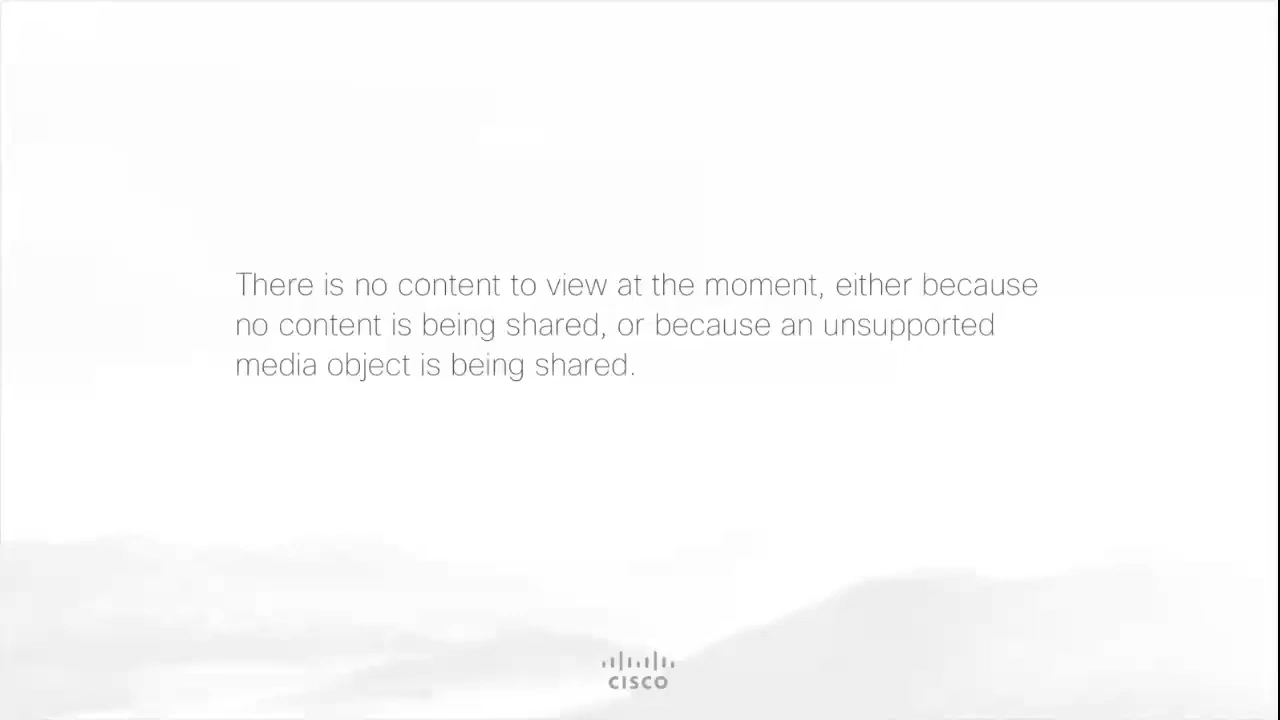 There is no content to view at the moment, either because
no content is being shared, or because an unsupported
media object is being shared.
CISCO